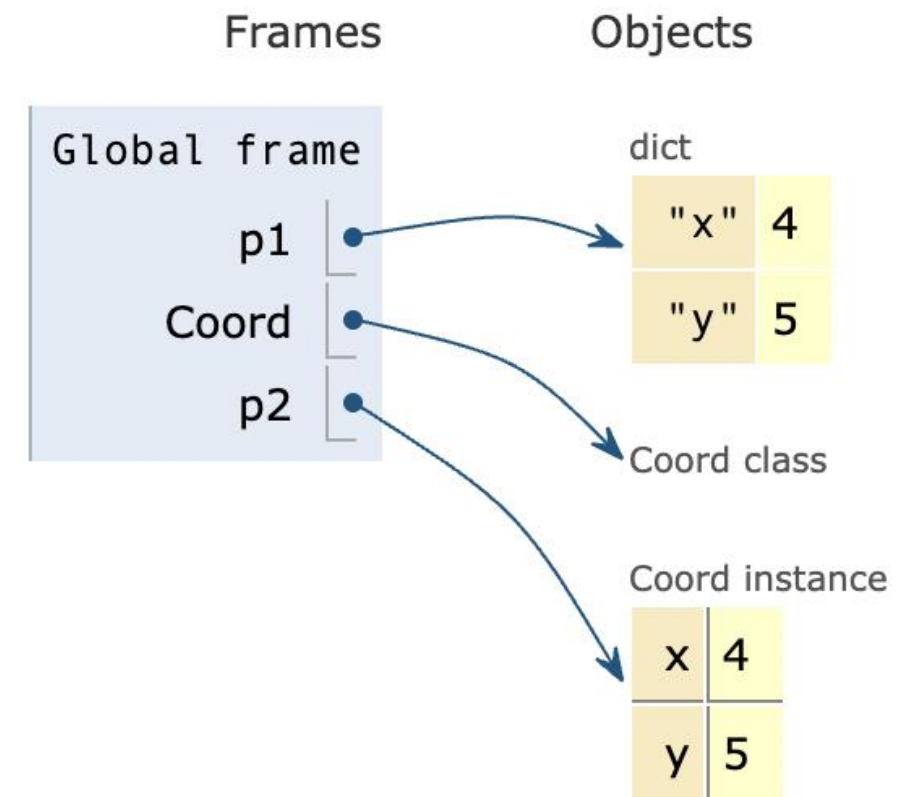 Frames
Objects
Global frame
p1
Coord
p2
dict
"x" 4
"y" 5
Coord class
Coord instance
x 4
y 5